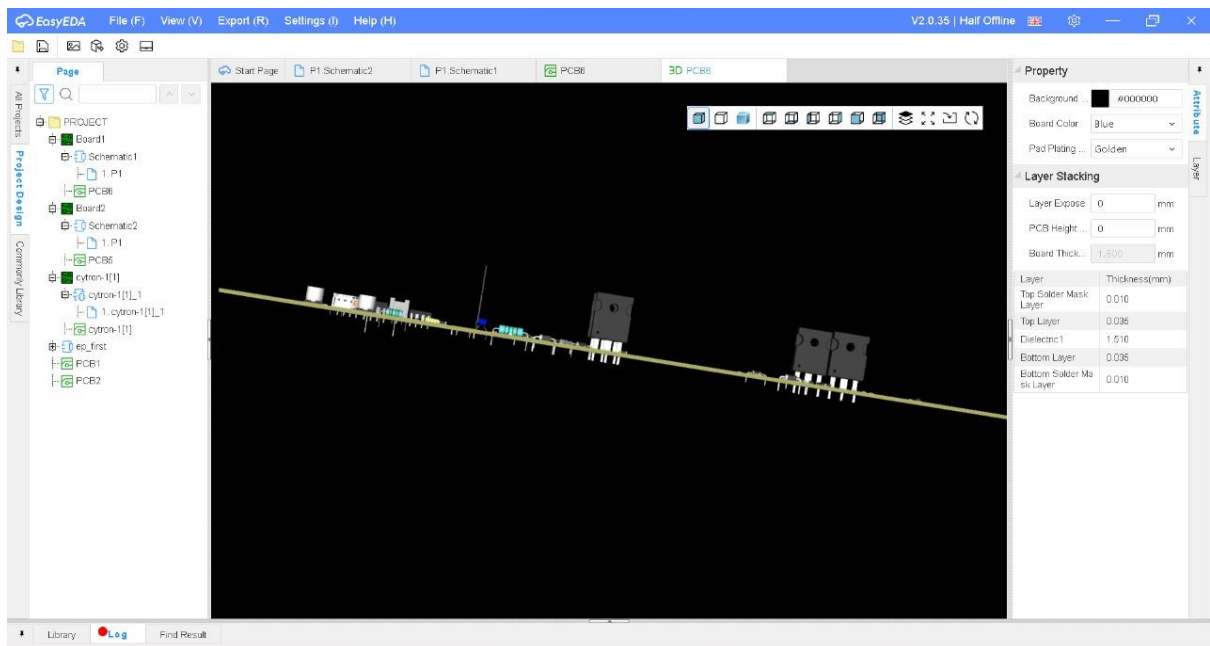 EasyEDA File (F) View (V) Export (R) Settings (I) Help (H) V2.0.35 | Half Offline
Page
Start Page
P1.Schematic2
P1.Schematic1
PCB6
3D PCB6
All Projects
Project Design
Commonly Library
PROJECT
Board1
Schematic1
1. P1
PCB6
Board2
Schematic2
1. P1
PCB5
cytron-1[1]
cytron-1[1]_1
1. cytron-1[1]_1
cytron-1[1]
ep_first
PCB1
PCB2
Property
Background ... #000000
Board Color Blue
Pad Plating ... Golden
Layer Stacking
Layer Expose 0 mm
PCB Height ... 0 mm
Board Thick... 1.600 mm
Layer Thickness(mm)
Top Solder Mask
Layer 0.010
Top Layer 0.035
Dielectric1 1.510
Bottom Layer 0.035
Bottom Solder Ma
sk Layer 0.010
Attribute
Layer
Library Log Find Result